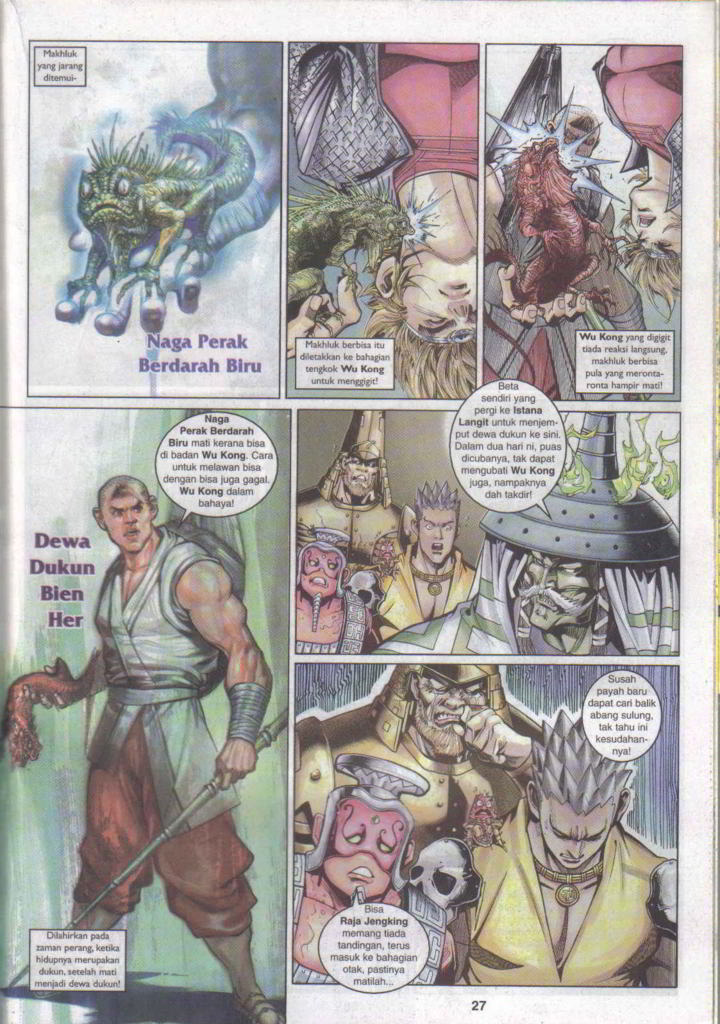 Makhluk
yang jarang
ditemui-
Naga Perak
Berdarah Biru
Makhluk berbisa itu
diletakkan ke bahagian
tengkok Wu Kong
untuk menggigit!
Wu Kong yang digigit
tiada reaksi langsung,
makhluk berbisa
pula yang meronta-
ronta hampir mati!
Naga
Perak Berdarah
Biru mati kerana bisa
di badan Wu Kong. Cara
untuk melawan bisa
dengan bisa juga gagal.
Wu Kong dalam
bahaya!
Dewa
Dukun
Bien
Her
Dilahirkan pada
zaman perang, ketika
hidupnya merupakan
dukun, setelah mati
menjadi dewa dukun!
Beta
sendiri yang
pergi ke Istana
Langit untuk menjem-
put dewa dukun ke sini.
Dalam dua hari ni, puas
dicubanya, tak dapat
mengubati Wu Kong
juga, nampaknya
dah takdir!
Susah
payah baru
dapat cari balik
abang sulung,
tak tahu ini
kesudahan-
nya!
Bisa
Raja Jengking
memang tiada
tandingan, terus
masuk ke bahagian
otak, pastinya
matilah...
27